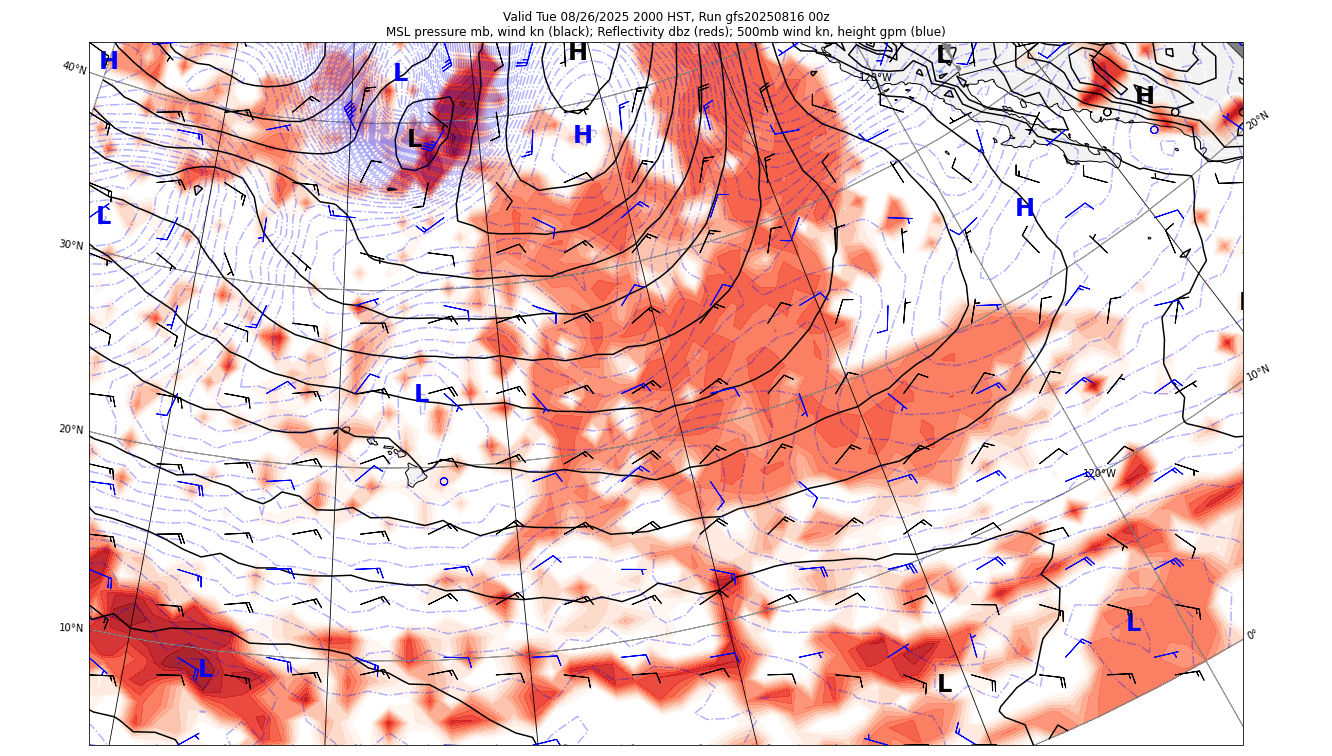 Valid Tue 08/26/2025 2000 HST, Run gfs20250816 00z
MSL pressure mb, wind kn (black); Reflectivity dbz (reds); 500mb wind kn, height gpm (blue)
H
L
H
L
40°N
120°W
L
H
H
20°N
L
H
30°N
10°N
L
20°N
120°W
10°N
L
0°
L
L